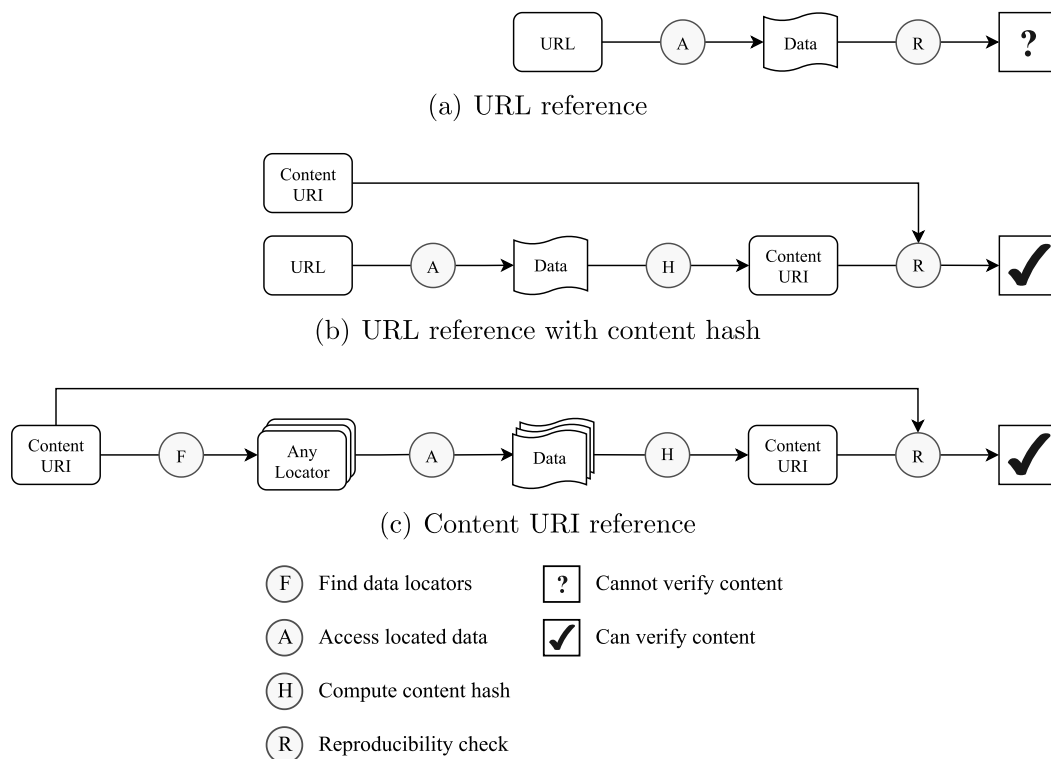 URL A Data R ?
(a) URL reference
Content
URI
URL A Data H Content
URI R
(b) URL reference with content hash
Content
URI F Any
Locator A Data H Content
URI R
(c) Content URI reference
F Find data locators ? Cannot verify content
A Access located data ✓ Can verify content
H Compute content hash
R Reproducibility check